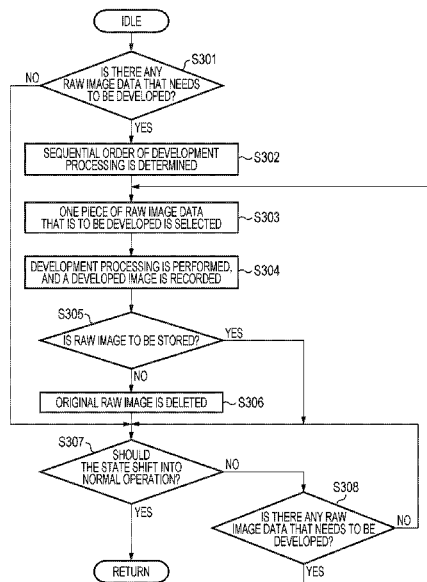 IDLE
S301
IS THERE ANY
RAW IMAGE DATA THAT NEEDS
TO BE DEVELOPED?
NO
YES
SEQUENTIAL ORDER OF DEVELOPMENT
PROCESSING IS DETERMINED
S302
ONE PIECE OF RAW IMAGE DATA
THAT IS TO BE DEVELOPED IS SELECTED
S303
DEVELOPMENT PROCESSING IS PERFORMED,
AND A DEVELOPED IMAGE IS RECORDED
S304
S305
IS RAW IMAGE TO BE STORED?
YES
NO
ORIGINAL RAW IMAGE IS DELETED
S306
S307
SHOULD
THE STATE SHIFT INTO
NORMAL OPERATION?
NO
YES
S308
IS THERE ANY RAW
IMAGE DATA THAT NEEDS TO BE
DEVELOPED?
NO
YES
RETURN